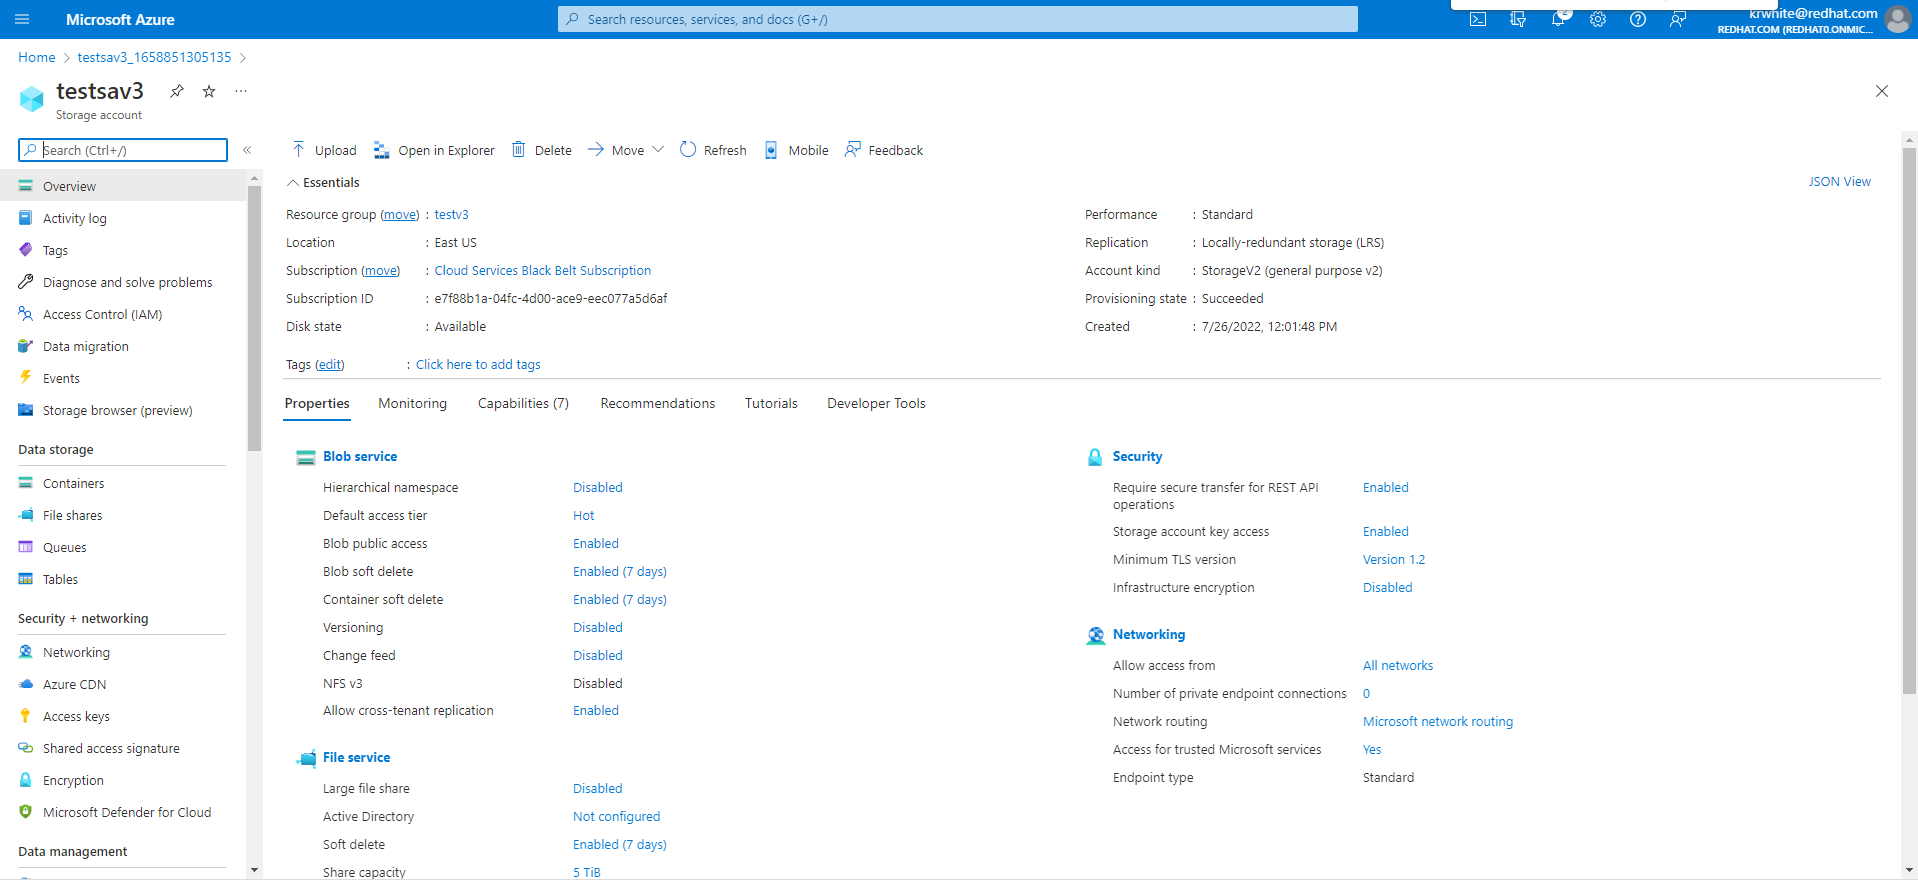 Microsoft Azure
Search resources, services, and docs (G+/)
2
krwhite@redhat.com
REDHAT.COM (REDHAT0.ONMIC...
Home > testsav3_1658851305135 >
testsav3
Storage account
Search (Ctrl+/)
Overview
Activity log
Tags
Diagnose and solve problems
Access Control (IAM)
Data migration
Events
Storage browser (preview)
Data storage
Containers
File shares
Queues
Tables
Security + networking
Networking
Azure CDN
Access keys
Shared access signature
Encryption
Microsoft Defender for Cloud
Data management
Upload Open in Explorer Delete Move Refresh Mobile Feedback
Essentials
JSON View
Resource group (move) : testv3
Location : East US
Subscription (move) : Cloud Services Black Belt Subscription
Subscription ID : e7f88b1a-04fc-4d00-ace9-eec077a5d6af
Disk state : Available
Performance : Standard
Replication : Locally-redundant storage (LRS)
Account kind : StorageV2 (general purpose v2)
Provisioning state : Succeeded
Created : 7/26/2022, 12:01:48 PM
Tags (edit) : Click here to add tags
Properties Monitoring Capabilities (7) Recommendations Tutorials Developer Tools
Blob service
Hierarchical namespace Disabled
Default access tier Hot
Blob public access Enabled
Blob soft delete Enabled (7 days)
Container soft delete Enabled (7 days)
Versioning Disabled
Change feed Disabled
NFS v3 Disabled
Allow cross-tenant replication Enabled
File service
Large file share Disabled
Active Directory Not configured
Soft delete Enabled (7 days)
Share capacity 5 TiB
Security
Require secure transfer for REST API Enabled
operations
Storage account key access Enabled
Minimum TLS version Version 1.2
Infrastructure encryption Disabled
Networking
Allow access from All networks
Number of private endpoint connections 0
Network routing Microsoft network routing
Access for trusted Microsoft services Yes
Endpoint type Standard